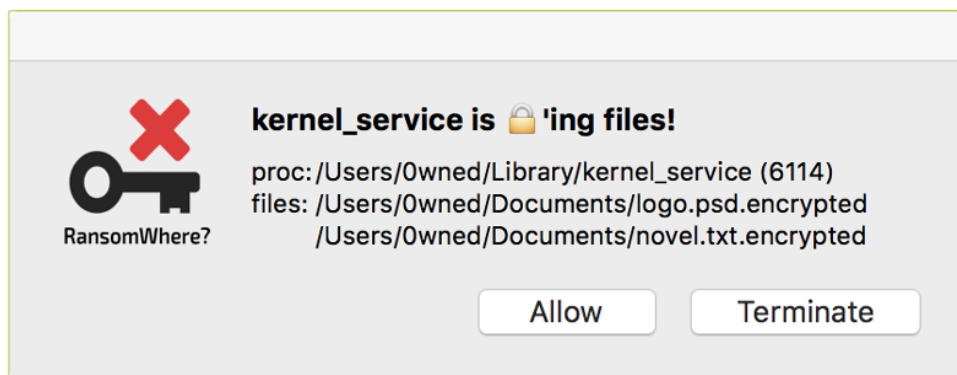 kernel_service is 🔒'ing files!
proc:/Users/0wned/Library/kernel_service (6114)
files: /Users/0wned/Documents/logo.psd.encrypted
/Users/0wned/Documents/novel.txt.encrypted
RansomWhere?
Allow
Terminate